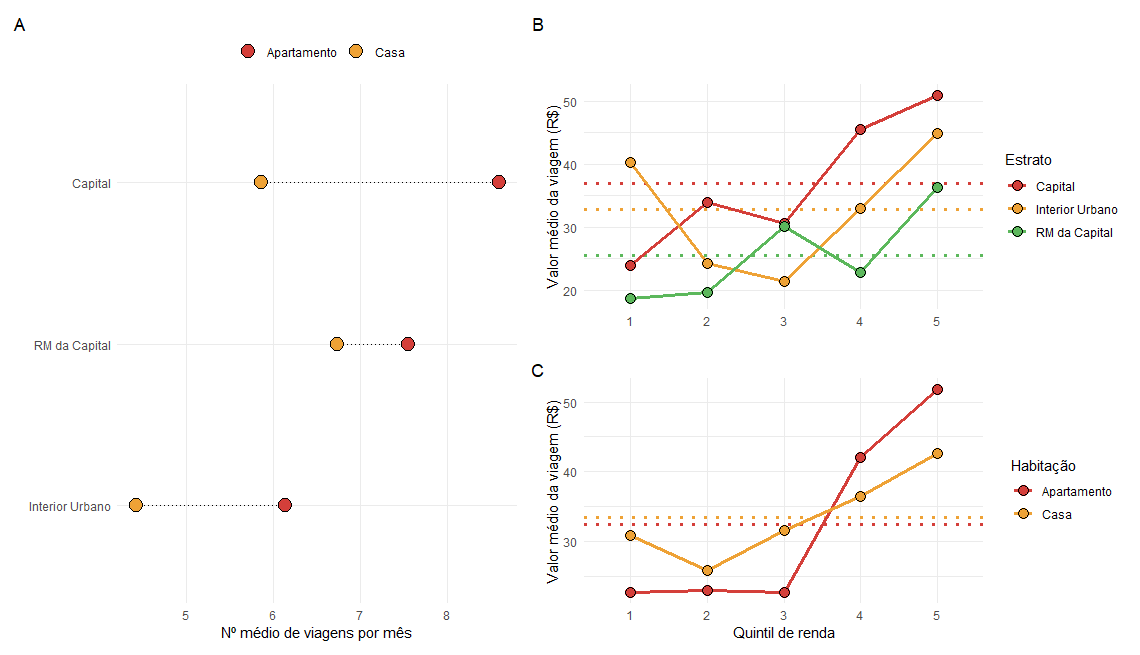 A
Apartamento
Casa
Capital
RM da Capital
Interior Urbano
5
6
7
8
Nº médio de viagens por mês
B
Valor médio da viagem (R$)
50
40
30
20
1
2
3
4
5
Estrato
Capital
Interior Urbano
RM da Capital
C
Valor médio da viagem (R$)
50
40
30
1
2
3
4
5
Quintil de renda
Habitação
Apartamento
Casa